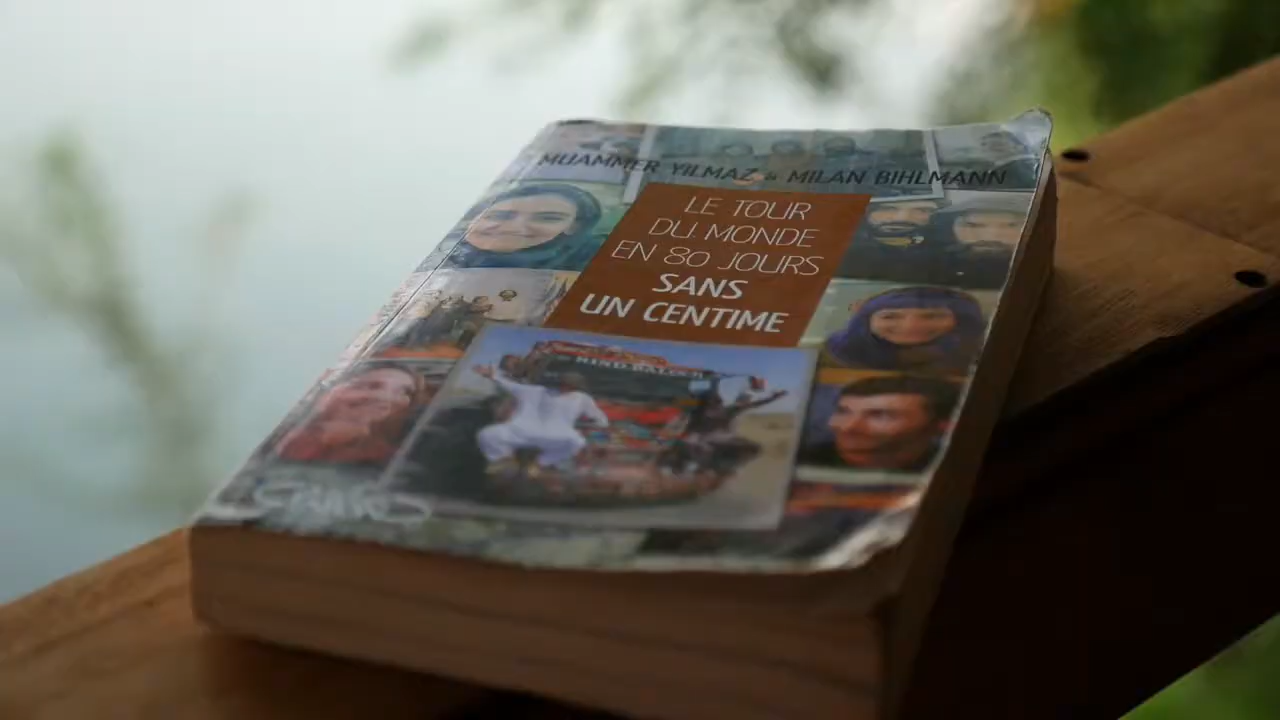 MUAMMER YILMAZ & MILAN BIHLMANN
LE TOUR
DU MONDE
EN 80 JOURS
SANS
UN CENTIME